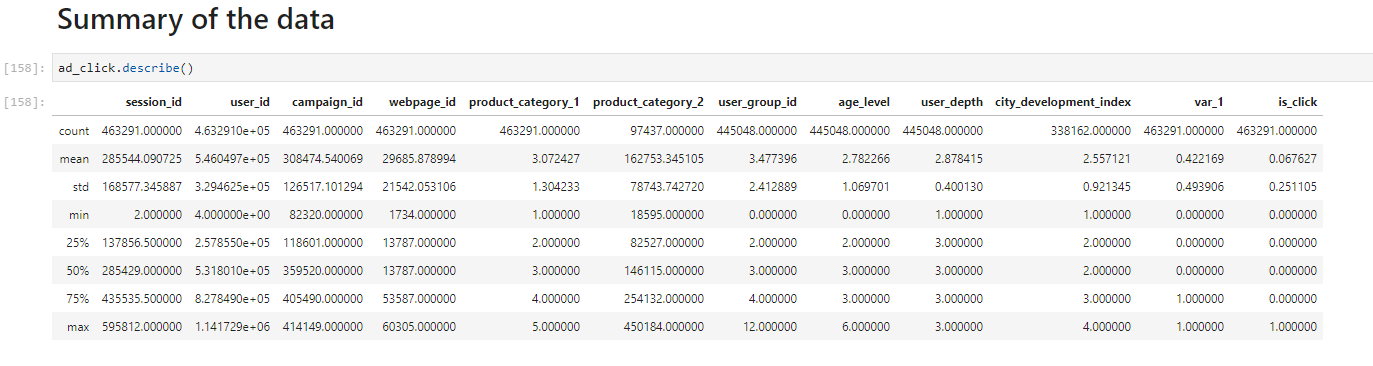 Summary of the data
[158]: ad_click.describe()
[158]: session_id user_id campaign_id webpage_id product_category_1 product_category_2 user_group_id age_level user_depth city_development_index var_1 is_click
count 463291.000000 4.632910e+05 463291.000000 463291.000000 463291.000000 97437.000000 445048.000000 445048.000000 445048.000000 338162.000000 463291.000000 463291.000000
mean 285544.090725 5.460497e+05 308474.540069 29685.878994 3.072427 162753.345105 3.477396 2.782266 2.878415 2.557121 0.422169 0.067627
std 168577.345887 3.294625e+05 126517.101294 21542.053106 1.304233 78743.742720 2.412889 1.069701 0.400130 0.921345 0.493906 0.251105
min 2.000000 4.000000e+00 82320.000000 1734.000000 1.000000 18595.000000 0.000000 0.000000 1.000000 1.000000 0.000000 0.000000
25% 137856.500000 2.578550e+05 118601.000000 13787.000000 2.000000 82527.000000 2.000000 2.000000 3.000000 2.000000 0.000000 0.000000
50% 285429.000000 5.318010e+05 359520.000000 13787.000000 3.000000 146115.000000 3.000000 3.000000 3.000000 2.000000 0.000000 0.000000
75% 435535.500000 8.278490e+05 405490.000000 53587.000000 4.000000 254132.000000 4.000000 3.000000 3.000000 3.000000 1.000000 0.000000
max 595812.000000 1.141729e+06 414149.000000 60305.000000 5.000000 450184.000000 12.000000 6.000000 3.000000 4.000000 1.000000 1.000000